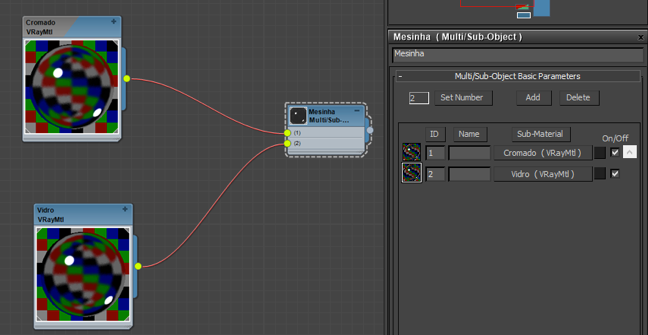 Cromado
VRayMtl
Mesinha
Multi/Sub-...
(1)
(2)
Vidro
VRayMtl
Mesinha ( Multi/Sub-Object )
x
Mesinha
- Multi/Sub-Object Basic Parameters
2 Set Number Add Delete
ID Name Sub-Material On/Off
1 Cromado ( VRayMtl )
2 Vidro ( VRayMtl )